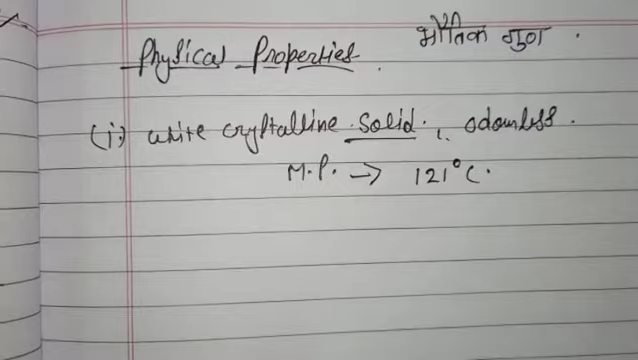 Physical Properties. भौतिक गुण.
(i) white crystalline solid, odourless.
M.P. → 121°C.